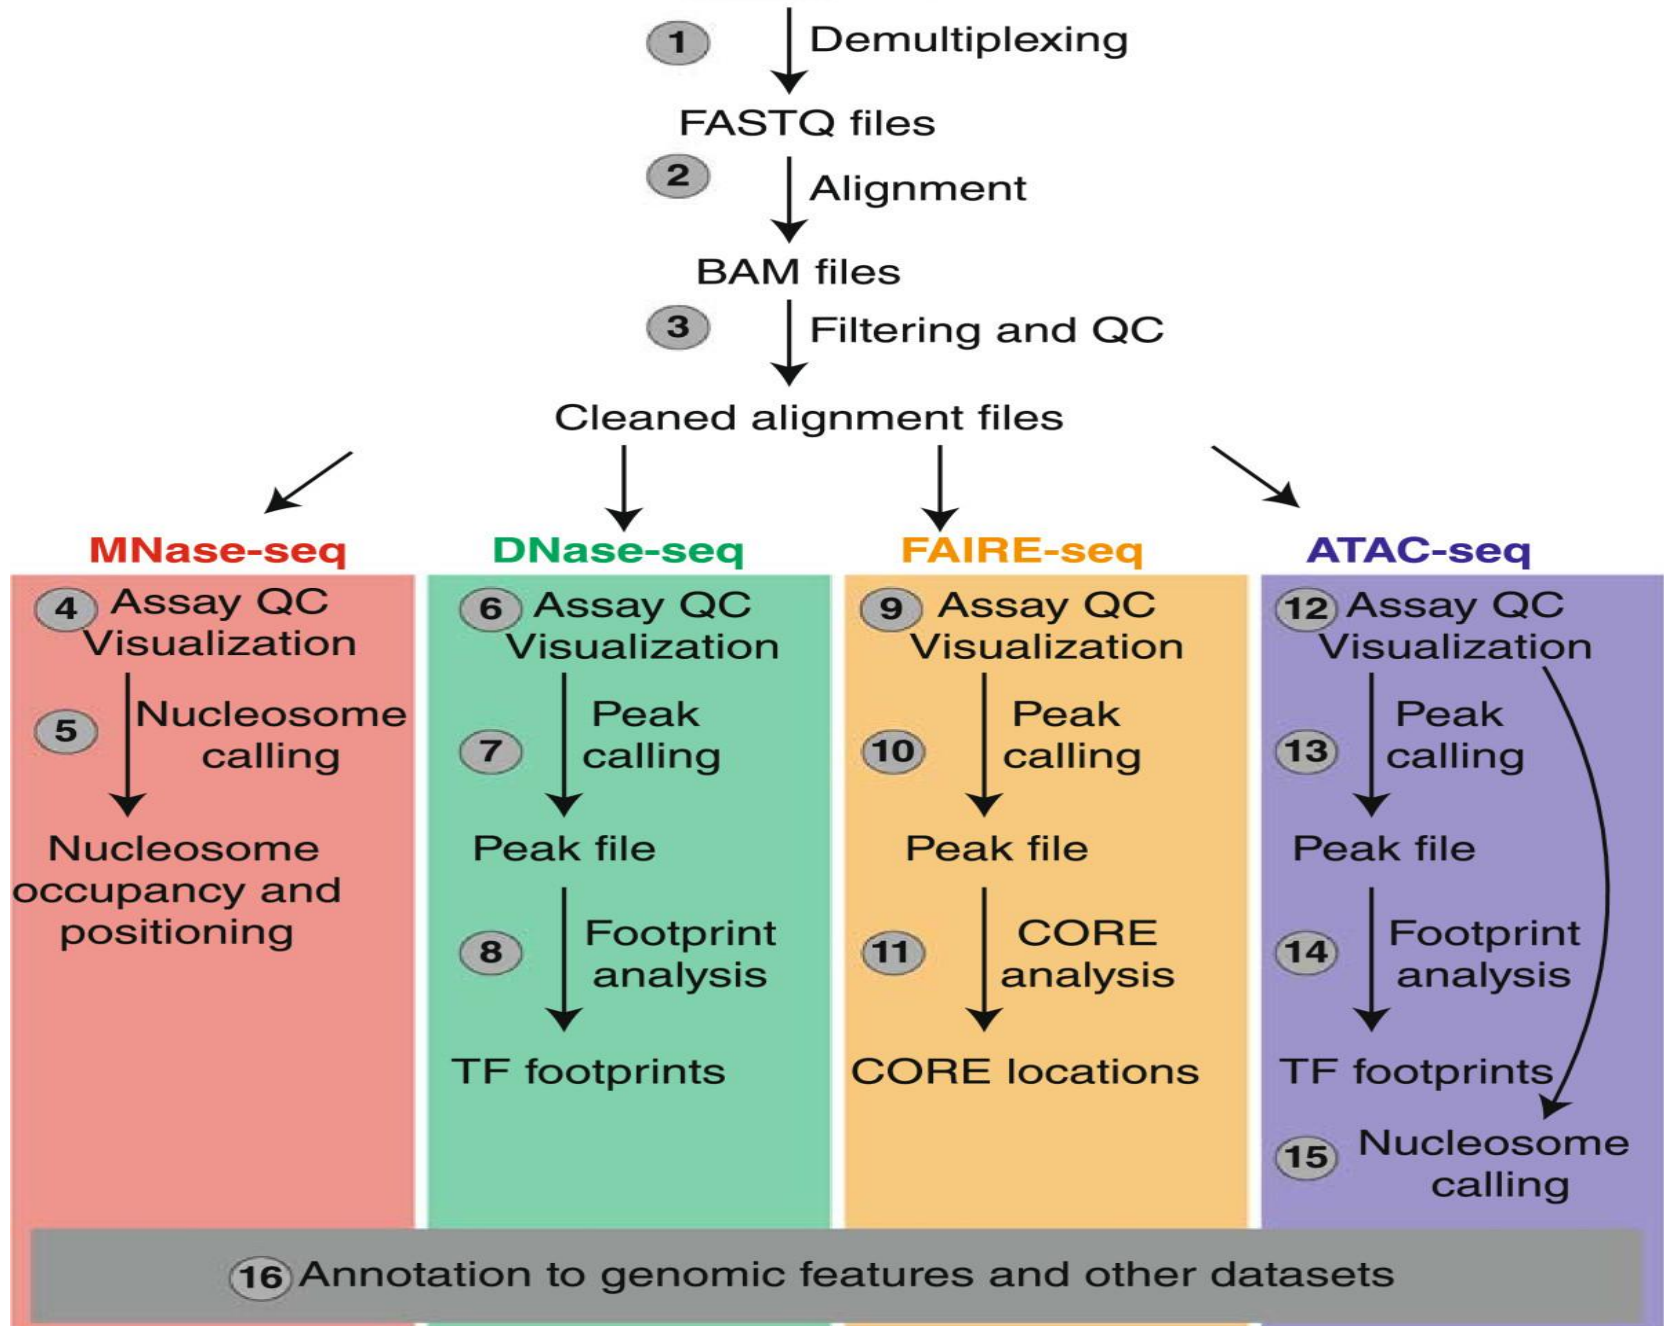 1 Demultiplexing
FASTQ files
2 Alignment
BAM files
3 Filtering and QC
Cleaned alignment files
MNase-seq
4 Assay QC
Visualization
5 Nucleosome
calling
Nucleosome
occupancy and
positioning
DNase-seq
6 Assay QC
Visualization
7 Peak
calling
Peak file
8 Footprint
analysis
TF footprints
FAIRE-seq
9 Assay QC
Visualization
10 Peak
calling
Peak file
11 CORE
analysis
CORE locations
ATAC-seq
12 Assay QC
Visualization
13 Peak
calling
Peak file
14 Footprint
analysis
TF footprints
15 Nucleosome
calling
16 Annotation to genomic features and other datasets